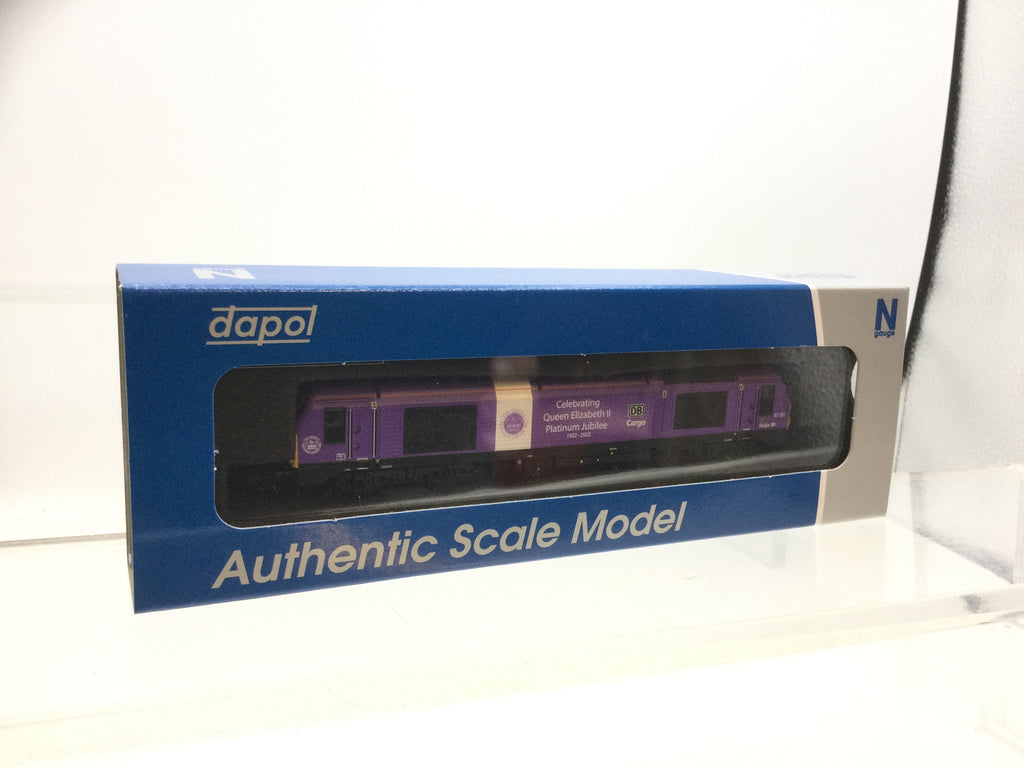 N
dapol
N
gauge
Celebrating
Queen Elizabeth II
Platinum Jubilee
1952 - 2022
DB
Cargo
Authentic Scale Model